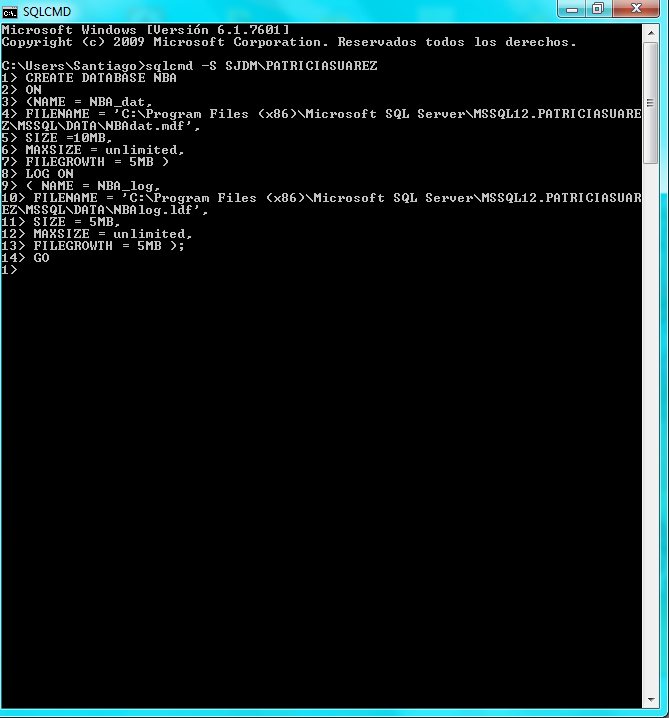 SQLCMD
Microsoft Windows [Versión 6.1.7601]
Copyright (c) 2009 Microsoft Corporation. Reservados todos los derechos.
C:\Users\Santiago>sqlcmd -S SJDM\PATRICIASUAREZ
1> CREATE DATABASE NBA
2> ON
3> (NAME = NBA_dat,
4> FILENAME = 'C:\Program Files (x86)\Microsoft SQL Server\MSSQL12.PATRICIASUARE
Z\MSSQL\DATA\NBAdat.mdf',
5> SIZE =10MB,
6> MAXSIZE = unlimited,
7> FILEGROWTH = 5MB )
8> LOG ON
9> ( NAME = NBA_log,
10> FILENAME = 'C:\Program Files (x86)\Microsoft SQL Server\MSSQL12.PATRICIASUAR
EZ\MSSQL\DATA\NBAlog.ldf',
11> SIZE = 5MB,
12> MAXSIZE = unlimited,
13> FILEGROWTH = 5MB );
14> GO
1>